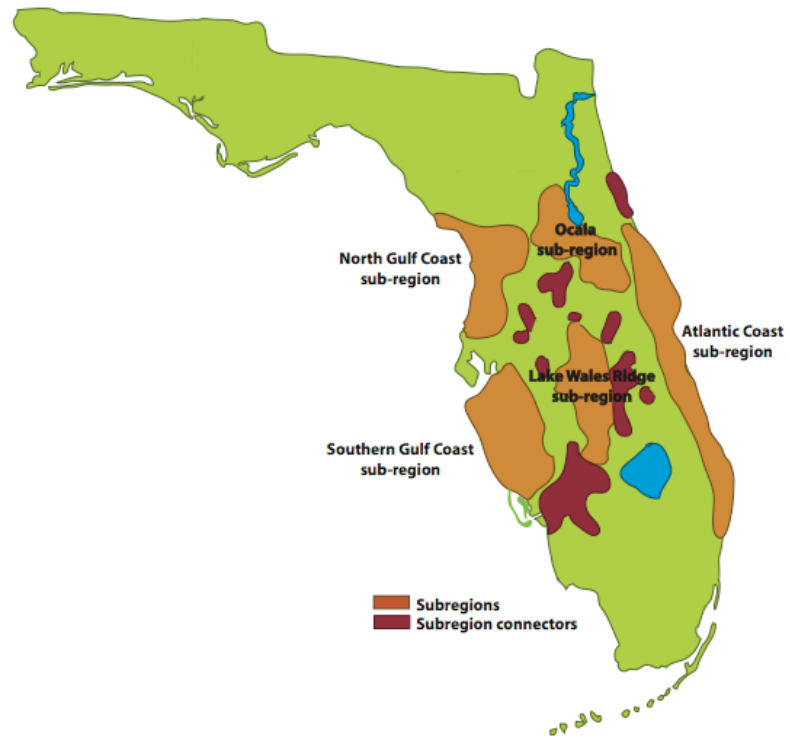 Ocala
sub-region
North Gulf Coast
sub-region
Atlantic Coast
sub-region
Lake Wales Ridge
sub-region
Southern Gulf Coast
sub-region
Subregions
Subregion connectors